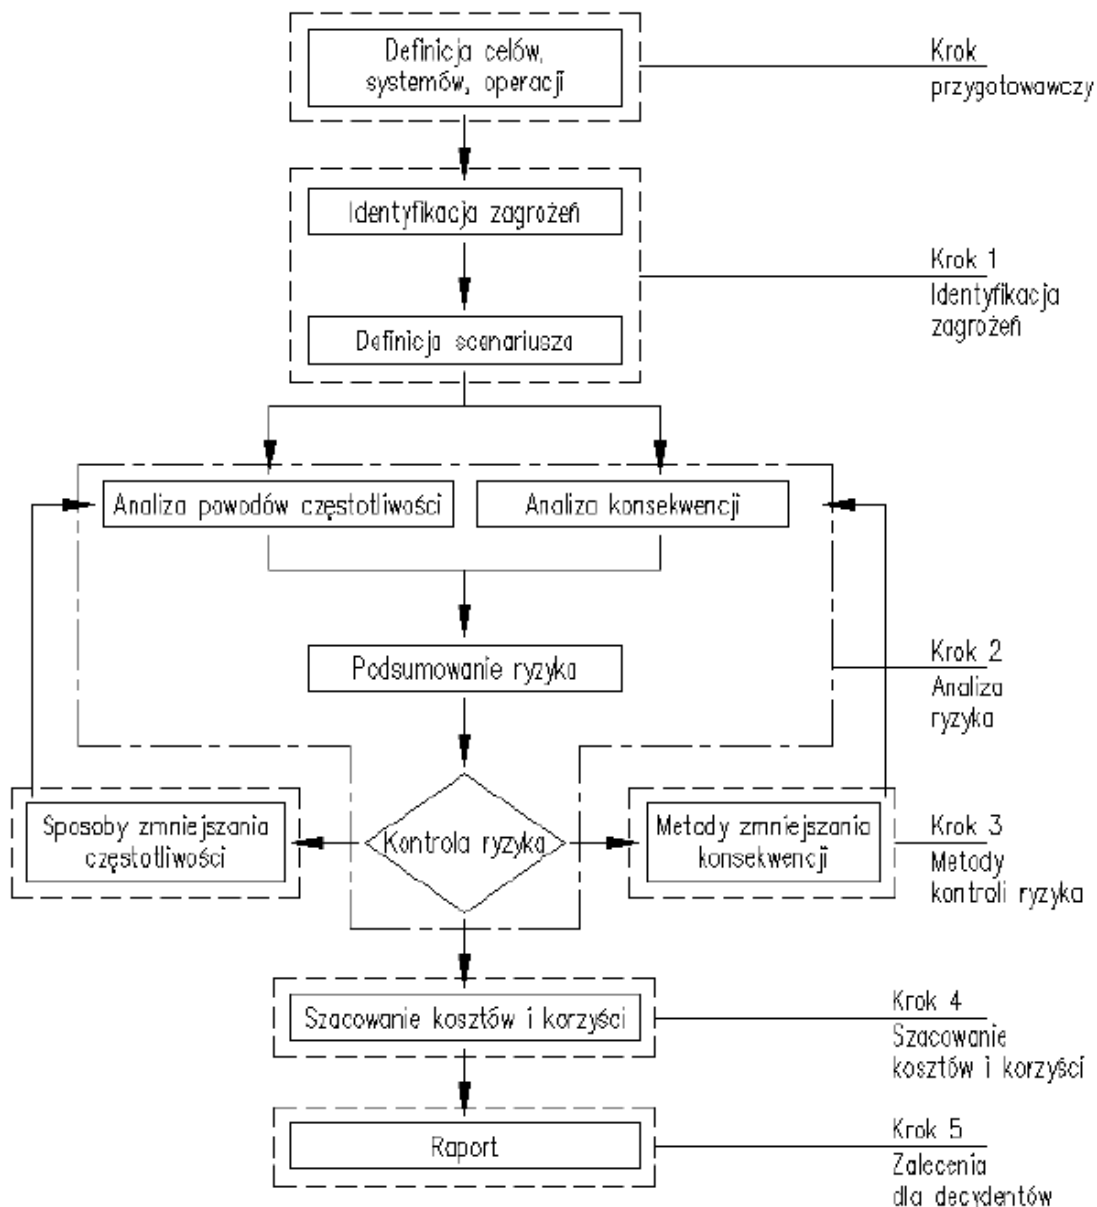 Definicja celów,
systemów, operacji
Krok
przygotowawczy
Identyfikacja zagrożeń
Definicja scenariusza
Krok 1
Identyfikacja
zagrożeń
Analiza powodów częstotliwości
Analiza konsekwencji
Podsumowanie ryzyka
Krok 2
Analiza
ryzyka
Sposoby zmniejszania
częstotliwości
Kontrola ryzyka
Metody zmniejszania
konsekwencji
Krok 3
Metody
kontroli ryzyka
Szacowanie kosztów i korzyści
Krok 4
Szacowanie
kosztów i korzyści
Raport
Krok 5
Zalecenia
dla decydentów